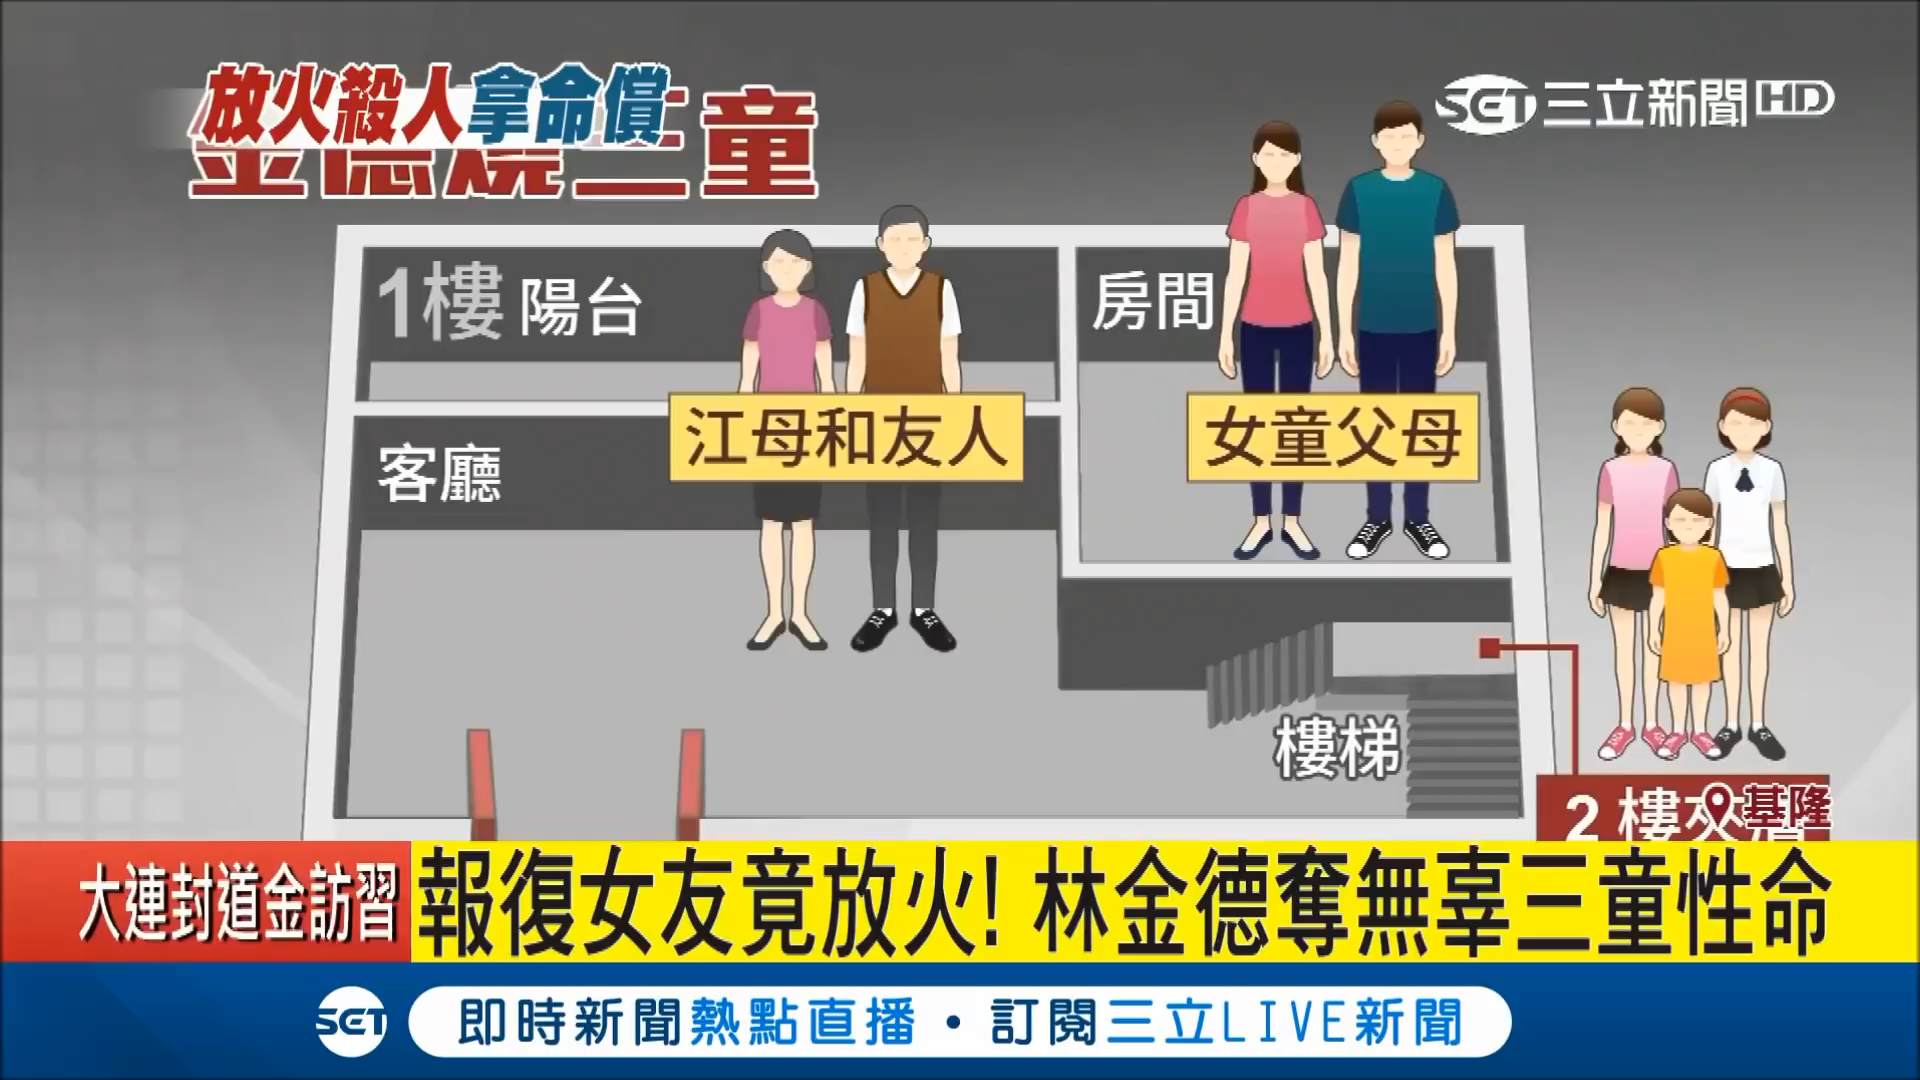 放火殺人拿命償
童
SET三立新聞HD
1樓 陽台
房間
江母和友人
女童父母
客廳
樓梯
2樓
基隆
大連封道金訪習
報復女友竟放火! 林金德奪無辜三童性命
SET 即時新聞熱點直播・訂閱三立LIVE新聞